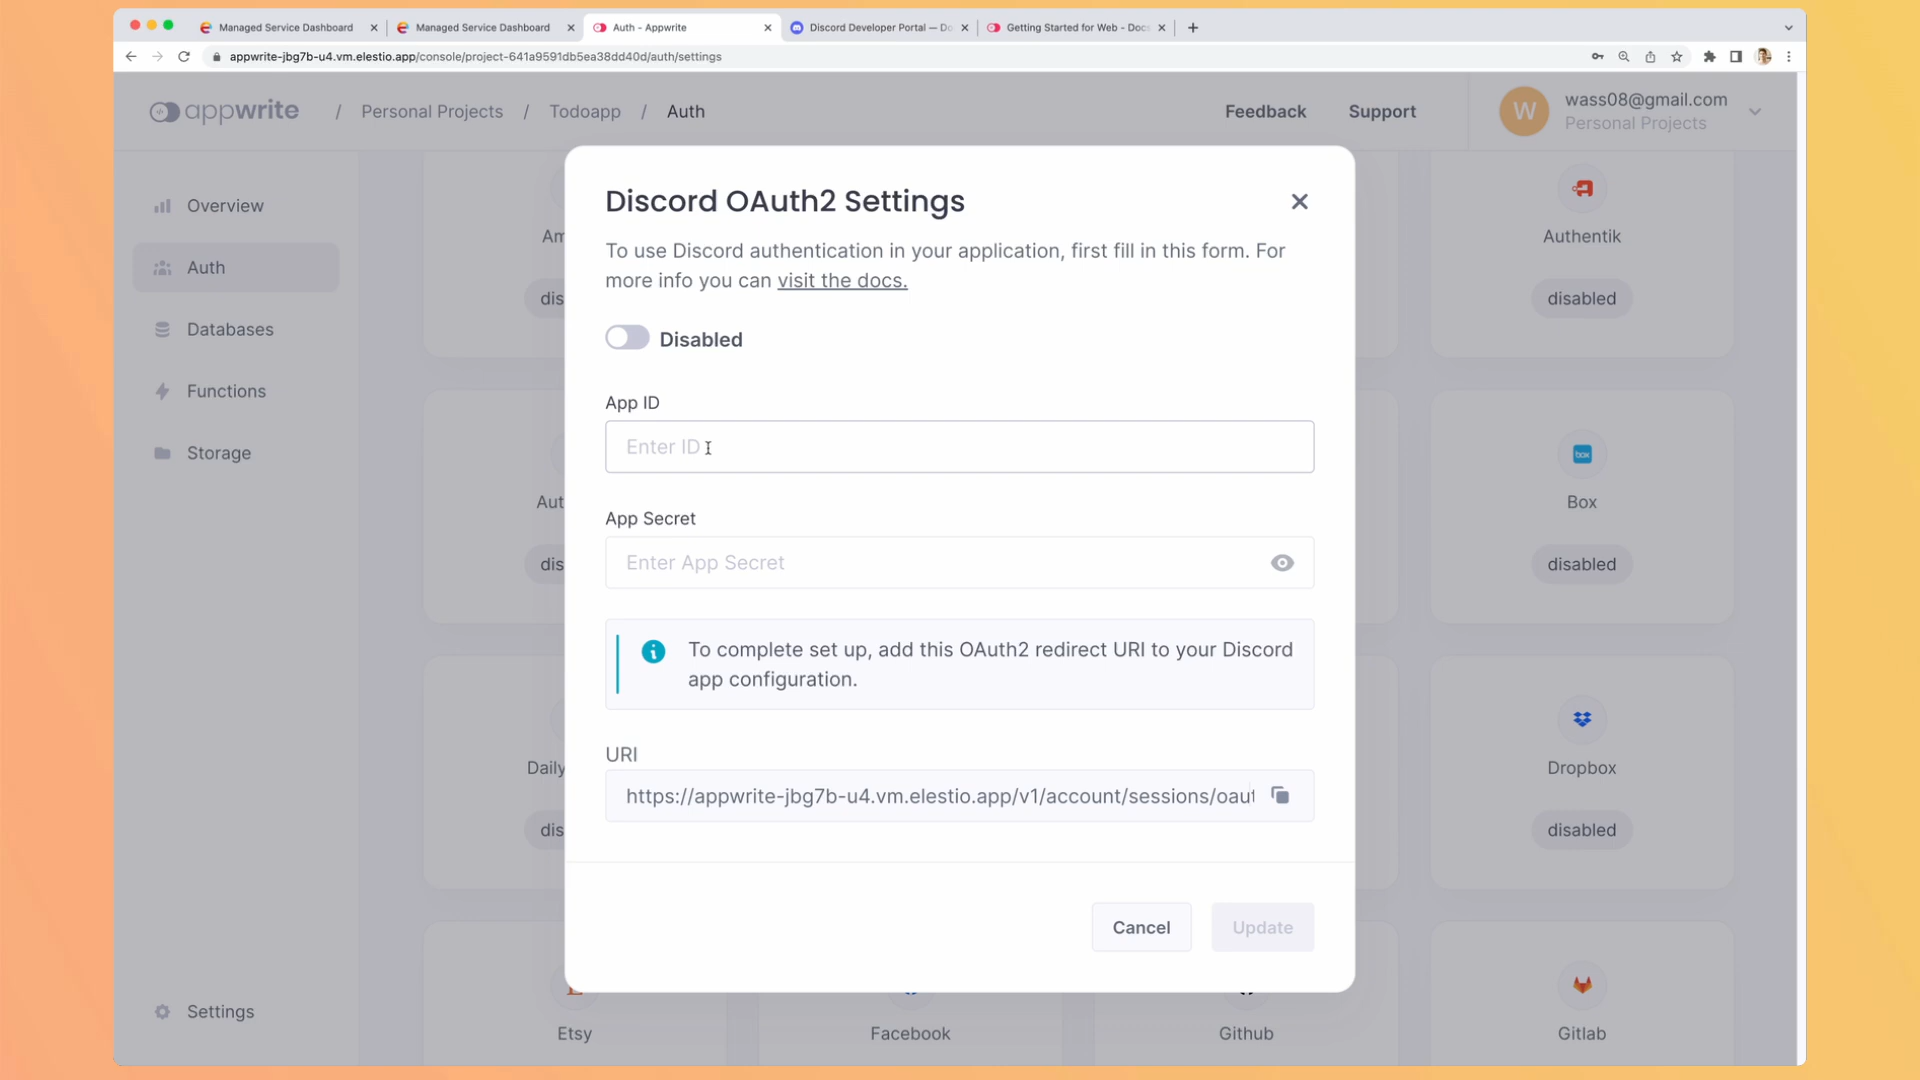 Managed Service Dashboard
Managed Service Dashboard
Auth - Appwrite
Discord Developer Portal — Do
Getting Started for Web - Docs
appwrite-jbg7b-u4.vm.elestio.app/console/project-641a9591db5ea38dd40d/auth/settings
appwrite / Personal Projects / Todoapp / Auth
Feedback Support
W
wass08@gmail.com
Personal Projects
Overview
Auth
Databases
Functions
Storage
Settings
Discord OAuth2 Settings
To use Discord authentication in your application, first fill in this form. For
more info you can visit the docs.
Disabled
App ID
Enter ID
App Secret
Enter App Secret
To complete set up, add this OAuth2 redirect URI to your Discord
app configuration.
URI
https://appwrite-jbg7b-u4.vm.elestio.app/v1/account/sessions/oaut
Cancel Update
Am
dis
Authentik
disabled
Aut
dis
Box
box
disabled
Daily
dis
Dropbox
disabled
Etsy Facebook Github Gitlab